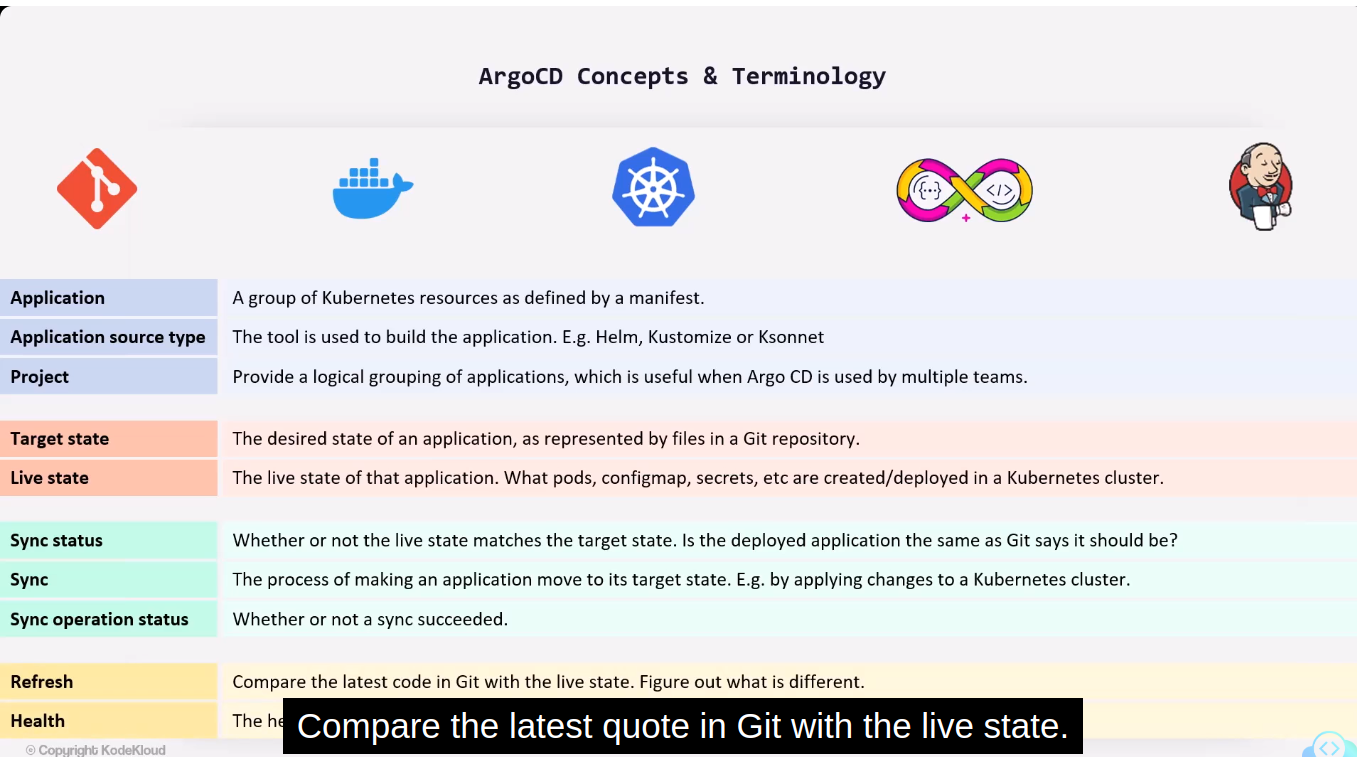 ArgoCD Concepts & Terminology
Application A group of Kubernetes resources as defined by a manifest.
Application source type The tool is used to build the application. E.g. Helm, Kustomize or Ksonnet
Project Provide a logical grouping of applications, which is useful when Argo CD is used by multiple teams.
Target state The desired state of an application, as represented by files in a Git repository.
Live state The live state of that application. What pods, configmap, secrets, etc are created/deployed in a Kubernetes cluster.
Sync status Whether or not the live state matches the target state. Is the deployed application the same as Git says it should be?
Sync The process of making an application move to its target state. E.g. by applying changes to a Kubernetes cluster.
Sync operation status Whether or not a sync succeeded.
Refresh Compare the latest code in Git with the live state. Figure out what is different.
Health The
Compare the latest quote in Git with the live state.
© Copyright KodeKloud